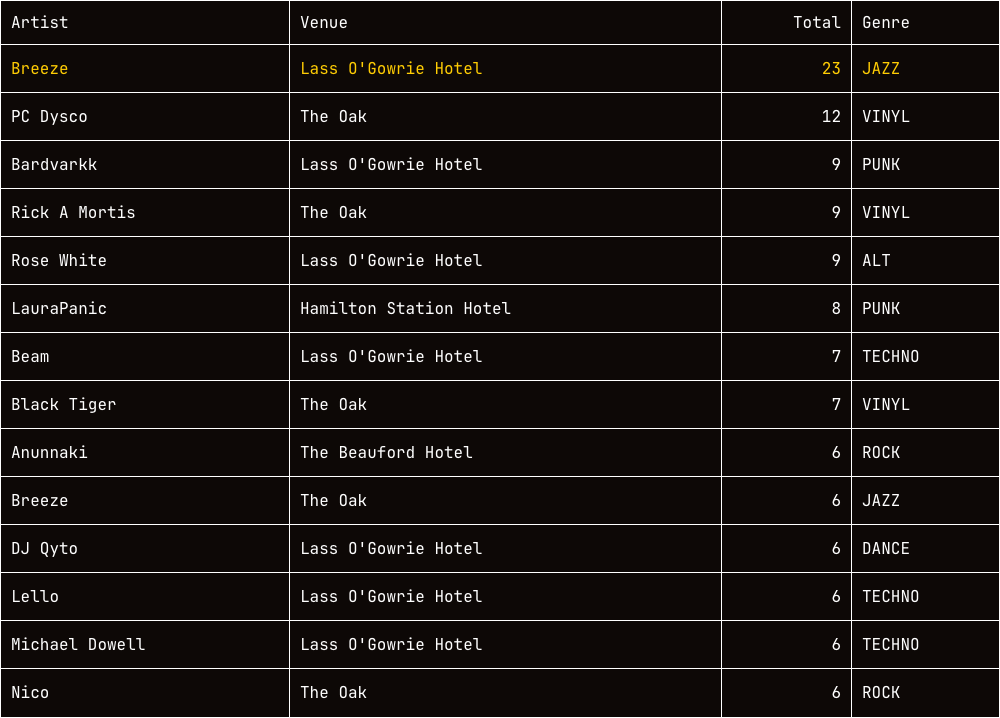 Artist Venue Total Genre
Breeze Lass O'Gowrie Hotel 23 JAZZ
PC Dysco The Oak 12 VINYL
Bardvarkk Lass O'Gowrie Hotel 9 PUNK
Rick A Mortis The Oak 9 VINYL
Rose White Lass O'Gowrie Hotel 9 ALT
LauraPanic Hamilton Station Hotel 8 PUNK
Beam Lass O'Gowrie Hotel 7 TECHNO
Black Tiger The Oak 7 VINYL
Anunnaki The Beauford Hotel 6 ROCK
Breeze The Oak 6 JAZZ
DJ Qyto Lass O'Gowrie Hotel 6 DANCE
Lello Lass O'Gowrie Hotel 6 TECHNO
Michael Dowell Lass O'Gowrie Hotel 6 TECHNO
Nico The Oak 6 ROCK